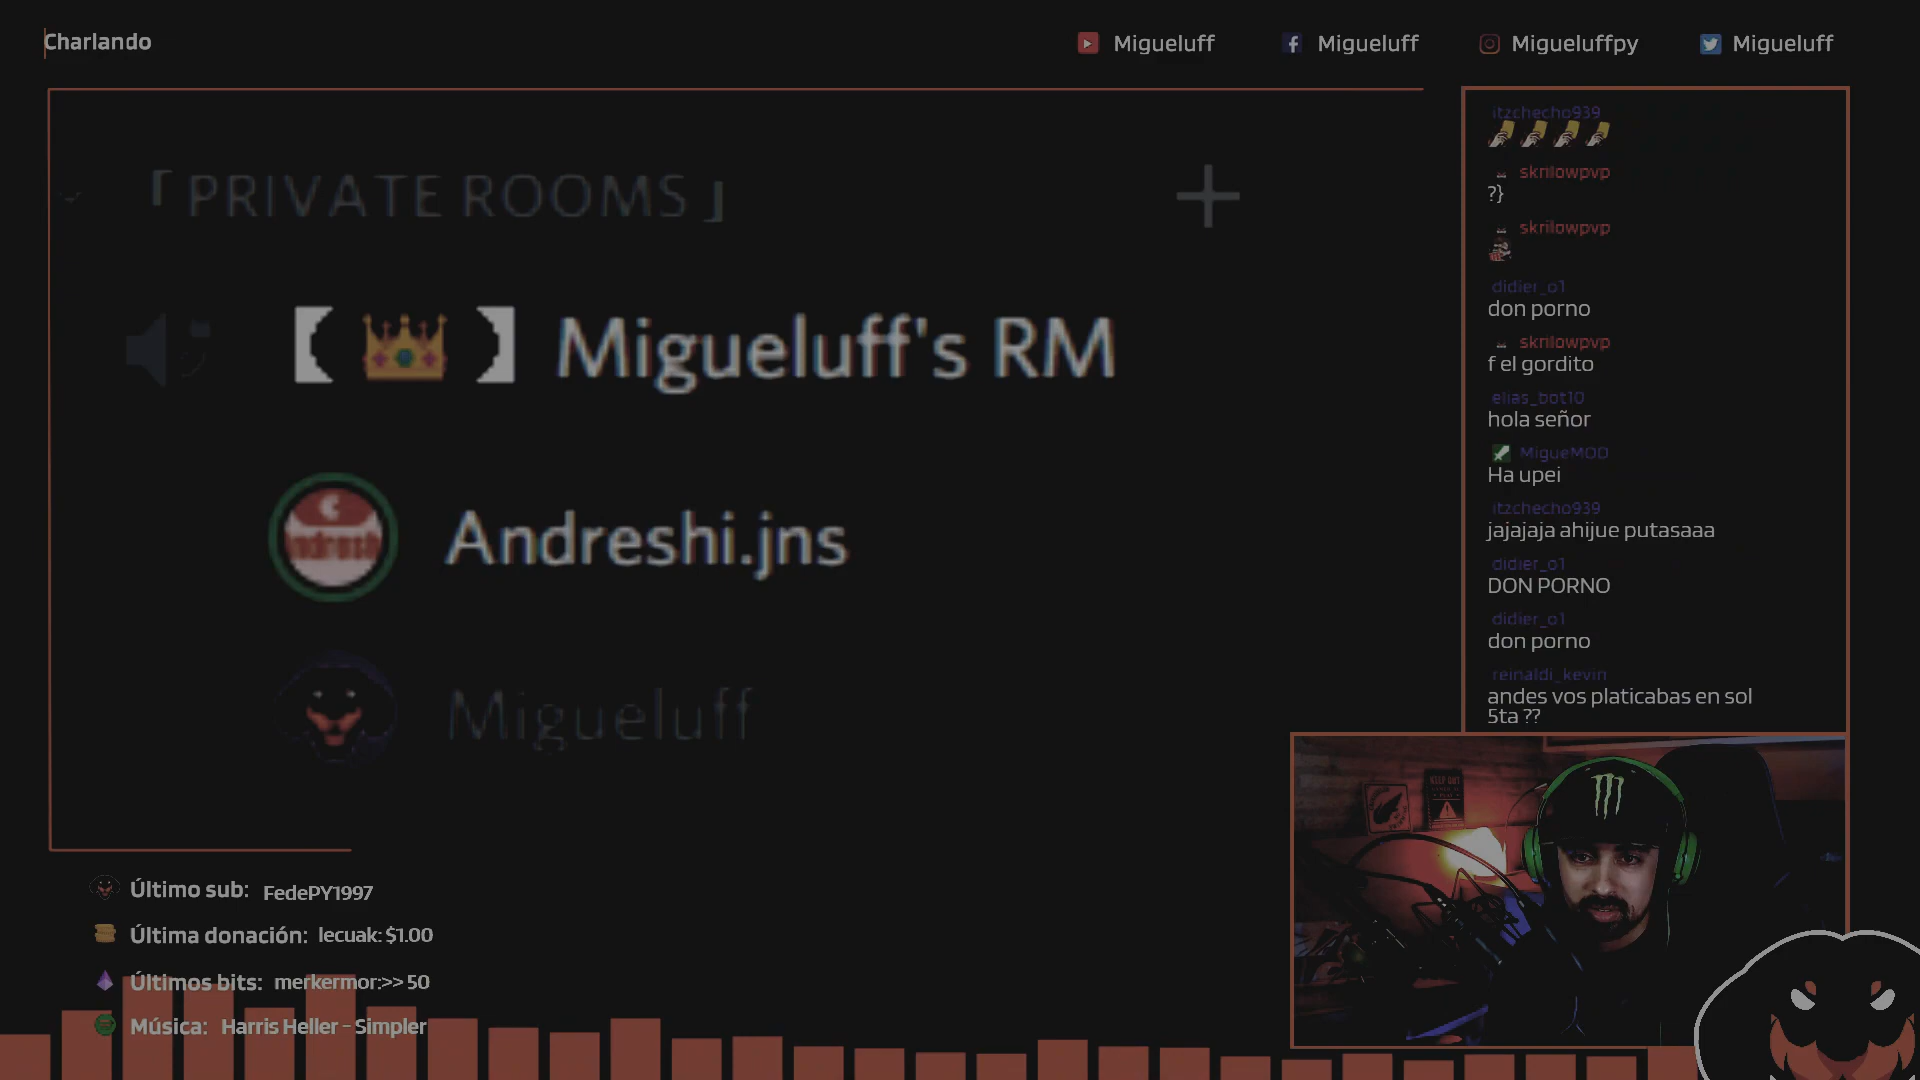 Charlando
Migueluff
Migueluff
Migueluffpy
Migueluff
「 PRIVATE ROOMS 」
【 👑 】 Migueluff's RM
Andreshi.jns
Migueluff
itzchecho939
skrilowpvp
?}
skrilowpvp
didier_o1
don porno
skrilowpvp
f el gordito
elias_bot10
hola señor
MigueMOD
Ha upei
itzchecho939
jajajaja ahijue putasaaa
didier_o1
DON PORNO
didier_o1
don porno
reinaldi_kevin
andes vos platicabas en sol
5ta ??
KEEP OUT
Último sub: FedePY1997
Última donación: lecuak: $1.00
Últimos bits: merkermor:>> 50
Música: Harris Heller - Simpler